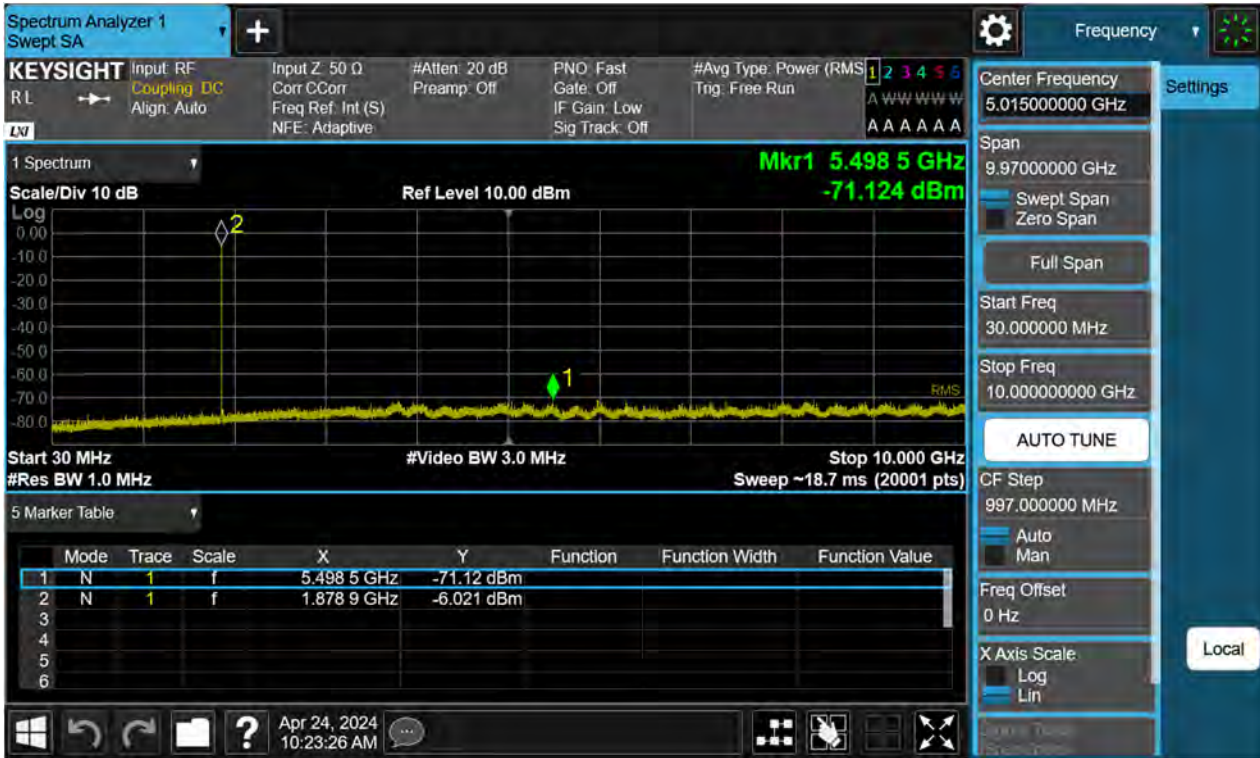 Spectrum Analyzer 1
Swept SA
+
Frequency
KEYSIGHT
RL
LXI
Input: RF
Coupling: DC
Align: Auto
Input Z: 50 Ω
Corr CCorr
Freq Ref: Int (S)
NFE: Adaptive
#Atten: 20 dB
Preamp: Off
PNO: Fast
Gate: Off
IF Gain: Low
Sig Track: Off
#Avg Type: Power (RMS
Trig: Free Run
1 2 3 4 5 6
A W W W W W
A A A A A A
Center Frequency
5.015000000 GHz
Settings
Span
9.97000000 GHz
Swept Span
Zero Span
Full Span
Start Freq
30.000000 MHz
Stop Freq
10.000000000 GHz
AUTO TUNE
CF Step
997.000000 MHz
Auto
Man
Freq Offset
0 Hz
X Axis Scale
Log
Lin
Local
1 Spectrum
Mkr1 5.498 5 GHz
-71.124 dBm
Scale/Div 10 dB
Ref Level 10.00 dBm
Log
0.00
-10.0
-20.0
-30.0
-40.0
-50.0
-60.0
-70.0
-80.0
2
1
RMS
Start 30 MHz
#Video BW 3.0 MHz
Stop 10.000 GHz
#Res BW 1.0 MHz
Sweep ~18.7 ms (20001 pts)
5 Marker Table
Mode Trace Scale X Y Function Function Width Function Value
1 N 1 f 5.498 5 GHz -71.12 dBm
2 N 1 f 1.878 9 GHz -6.021 dBm
3
4
5
6
?
Apr 24, 2024
10:23:26 AM